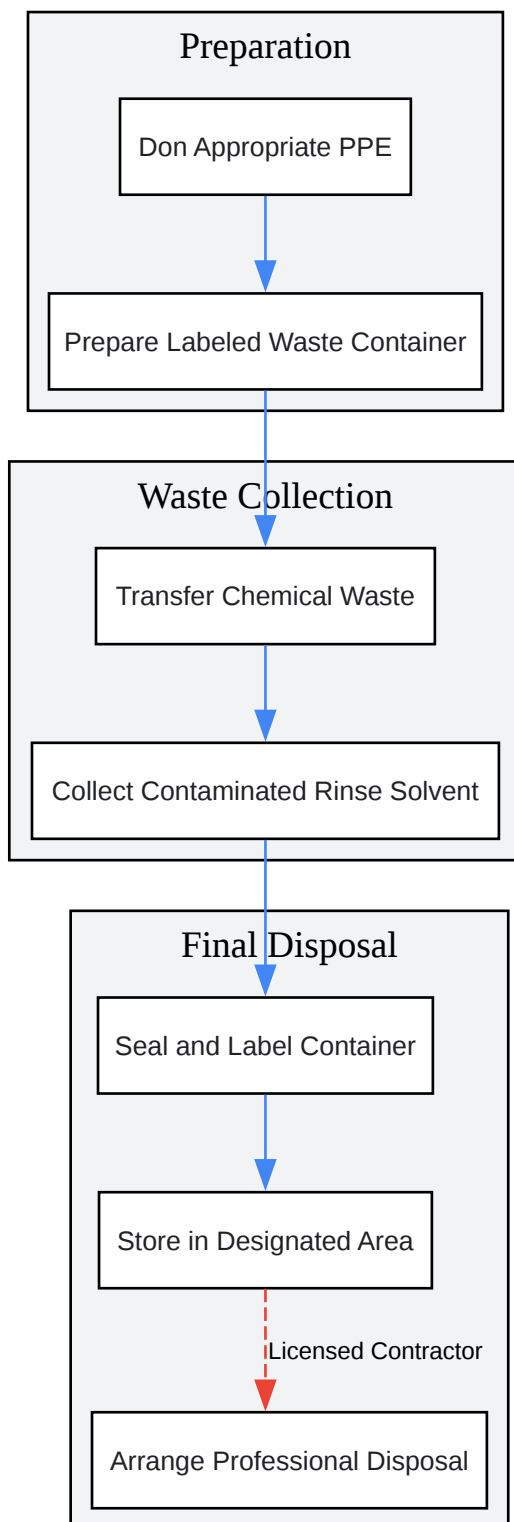 Preparation
Don Appropriate PPE
Prepare Labeled Waste Container
Waste Collection
Transfer Chemical Waste
Collect Contaminated Rinse Solvent
Final Disposal
Seal and Label Container
Store in Designated Area
Licensed Contractor
Arrange Professional Disposal